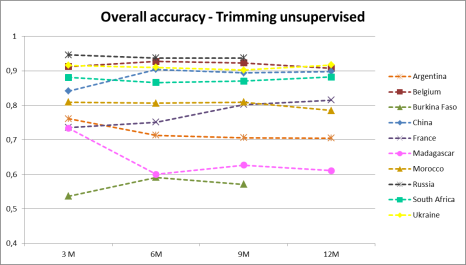 Overall accuracy - Trimming unsupervised
1
0,9
0,8
0,7
0,6
0,5
0,4
3 M
6M
9M
12M
Argentina
Belgium
Burkina Faso
China
France
Madagascar
Morocco
Russia
South Africa
Ukraine